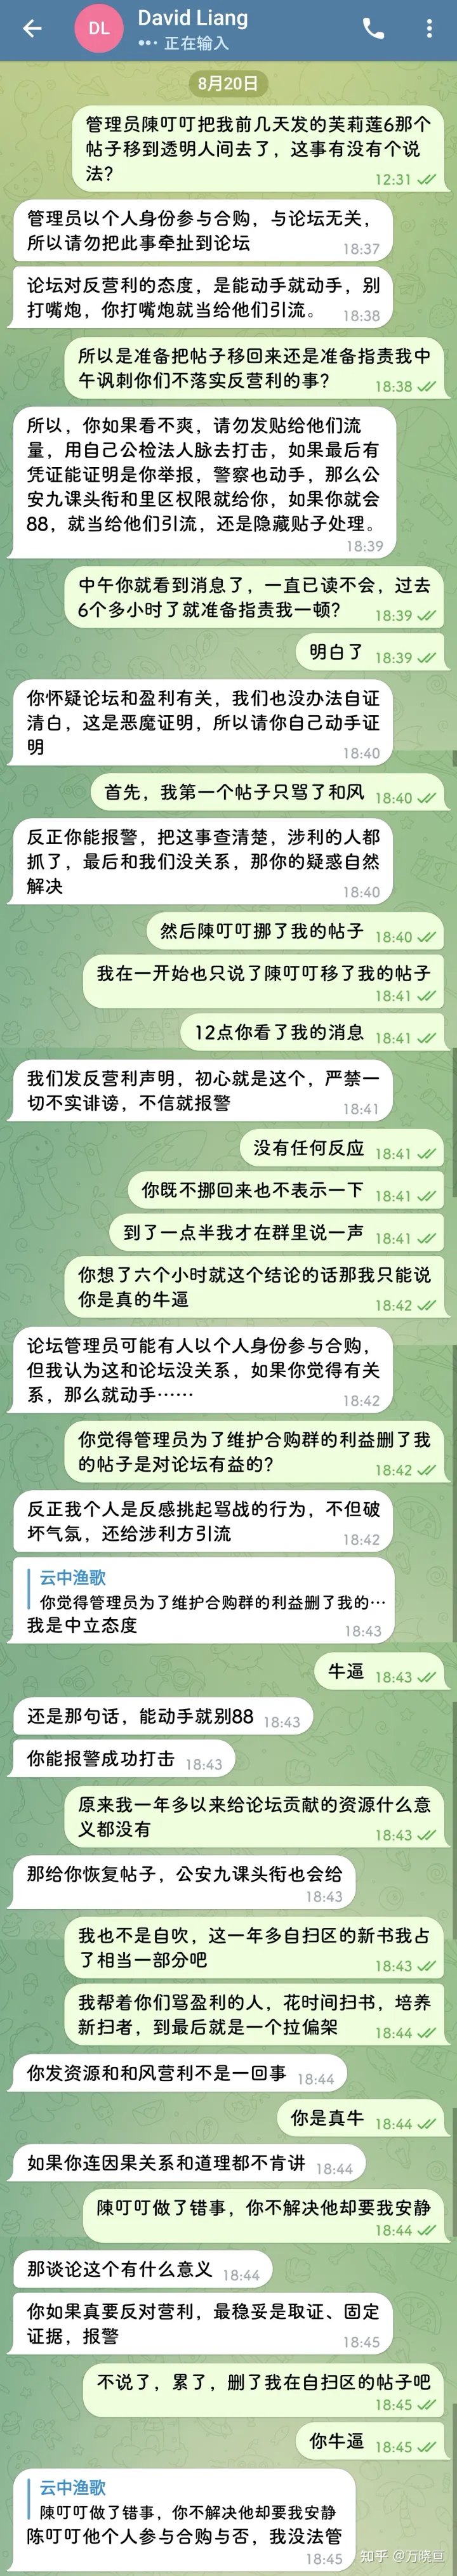 DL
David Liang
正在输入
8月20日
管理员陳叮叮把我前几天发的芙莉莲6那个
帖子移到透明人间去了，这事有没有个说
法?
12:31
管理员以个人身份参与合购，与论坛无关，
所以请勿把此事牵扯到论坛
18:37
论坛对反营利的态度，是能动手就动手，别
打嘴炮，你打嘴炮就当给他们引流。
18:38
所以是准备把帖子移回来还是准备指责我中
午讽刺你们不落实反营利的事?
18:38
所以，你如果看不爽，请勿发贴给他们流
量，用自己公检法人脉去打击，如果最后有
凭证能证明是你举报，警察也动手，那么公
安九课头衔和里区权限就给你，如果你就会
88，就当给他们引流，还是隐藏贴子处理。
18:39
中午你就看到消息了，一直已读不会，过去
6个多小时了就准备指责我一顿?
18:39
明白了
18:39
你怀疑论坛和盈利有关，我们也没办法自证
清白，这是恶魔证明，所以请你自己动手证
明
18:40
首先，我第一个帖子只骂了和风
18:40
反正你能报警，把这事查清楚，涉利的人都
抓了，最后和我们没关系，那你的疑惑自然
解决
18:40
然后陳叮叮挪了我的帖子
18:40
我在一开始也只说了陳叮叮移了我的帖子
18:41
12点你看了我的消息
18:41
我们发反营利声明，初心就是这个，严禁一
切不实诽谤，不信就报警
18:41
没有任何反应
18:41
你既不挪回来也不表示一下
18:41
到了一点半我才在群里说一声
18:41
你想了六个小时就这个结论的话那我只能说
你是真的牛逼
18:42
论坛管理员可能有人以个人身份参与合购，
但我认为这和论坛没关系，如果你觉得有关
系，那么就动手……
18:42
你觉得管理员为了维护合购群的利益删了我
的帖子是对论坛有益的?
18:42
反正我个人是反感挑起骂战的行为，不但破
坏气氛，还给涉利方引流
18:42
云中渔歌
你觉得管理员为了维护合购群的利益删了我的…
我是中立态度
18:43
牛逼
18:43
还是那句话，能动手就别88
18:43
你能报警成功打击
18:43
原来我一年多以来给论坛贡献的资源什么意
义都没有
18:43
那给你恢复帖子，公安九课头衔也会给
18:43
我也不是自吹，这一年多自扫区的新书我占
了相当一部分吧
18:43
我帮着你们骂盈利的人，花时间扫书，培养
新扫者，到最后就是一个拉偏架
18:44
你发资源和和风营利不是一回事
18:44
你是真牛
18:44
如果你连因果关系和道理都不肯讲
18:44
陳叮叮做了错事，你不解决他却要我安静
18:44
那谈论这个有什么意义
18:44
你如果真要反对营利，最稳妥是取证、固定
证据，报警
18:45
不说了，累了，删了我在自扫区的帖子吧
18:45
你牛逼
18:45
云中渔歌
陳叮叮做了错事，你不解决他却要我安静
陈叮叮他个人参与合购与否，我没法管
18:45
知乎 @万晓亘